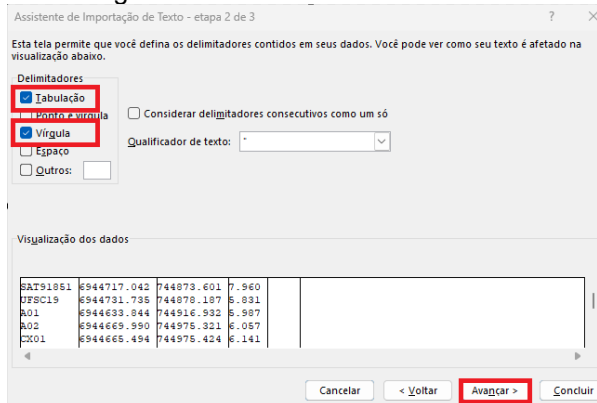 Assistente de Importação de Texto - etapa 2 de 3 ? X
Esta tela permite que você defina os delimitadores contidos em seus dados. Você pode ver como seu texto é afetado na
visualização abaixo.
Delimitadores
Tabulação
Ponto e vírgula
Vírgula
Espaço
Outros:
Considerar delimitadores consecutivos como um só
Qualificador de texto: "
Visualização dos dados
SAT91851 6944717.042 744873.601 7.960
UFSC19 6944731.735 744878.187 5.831
A01 6944633.844 744916.932 5.987
A02 6944669.990 744975.321 6.057
CX01 6944665.494 744975.424 6.141
Cancelar < Voltar Avançar > Concluir